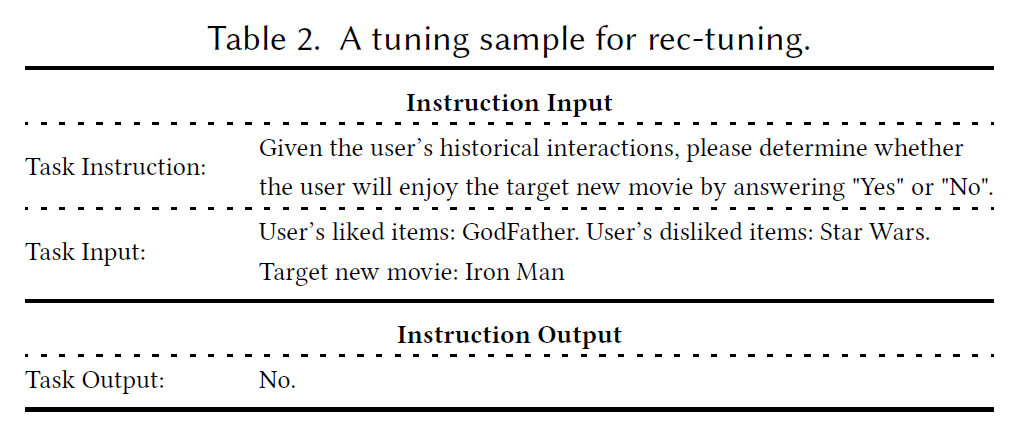 Table 2. A tuning sample for rec-tuning.
Instruction Input
Task Instruction:
Given the user’s historical interactions, please determine whether
the user will enjoy the target new movie by answering "Yes" or "No".
Task Input:
User’s liked items: GodFather. User’s disliked items: Star Wars.
Target new movie: Iron Man
Instruction Output
Task Output: No.